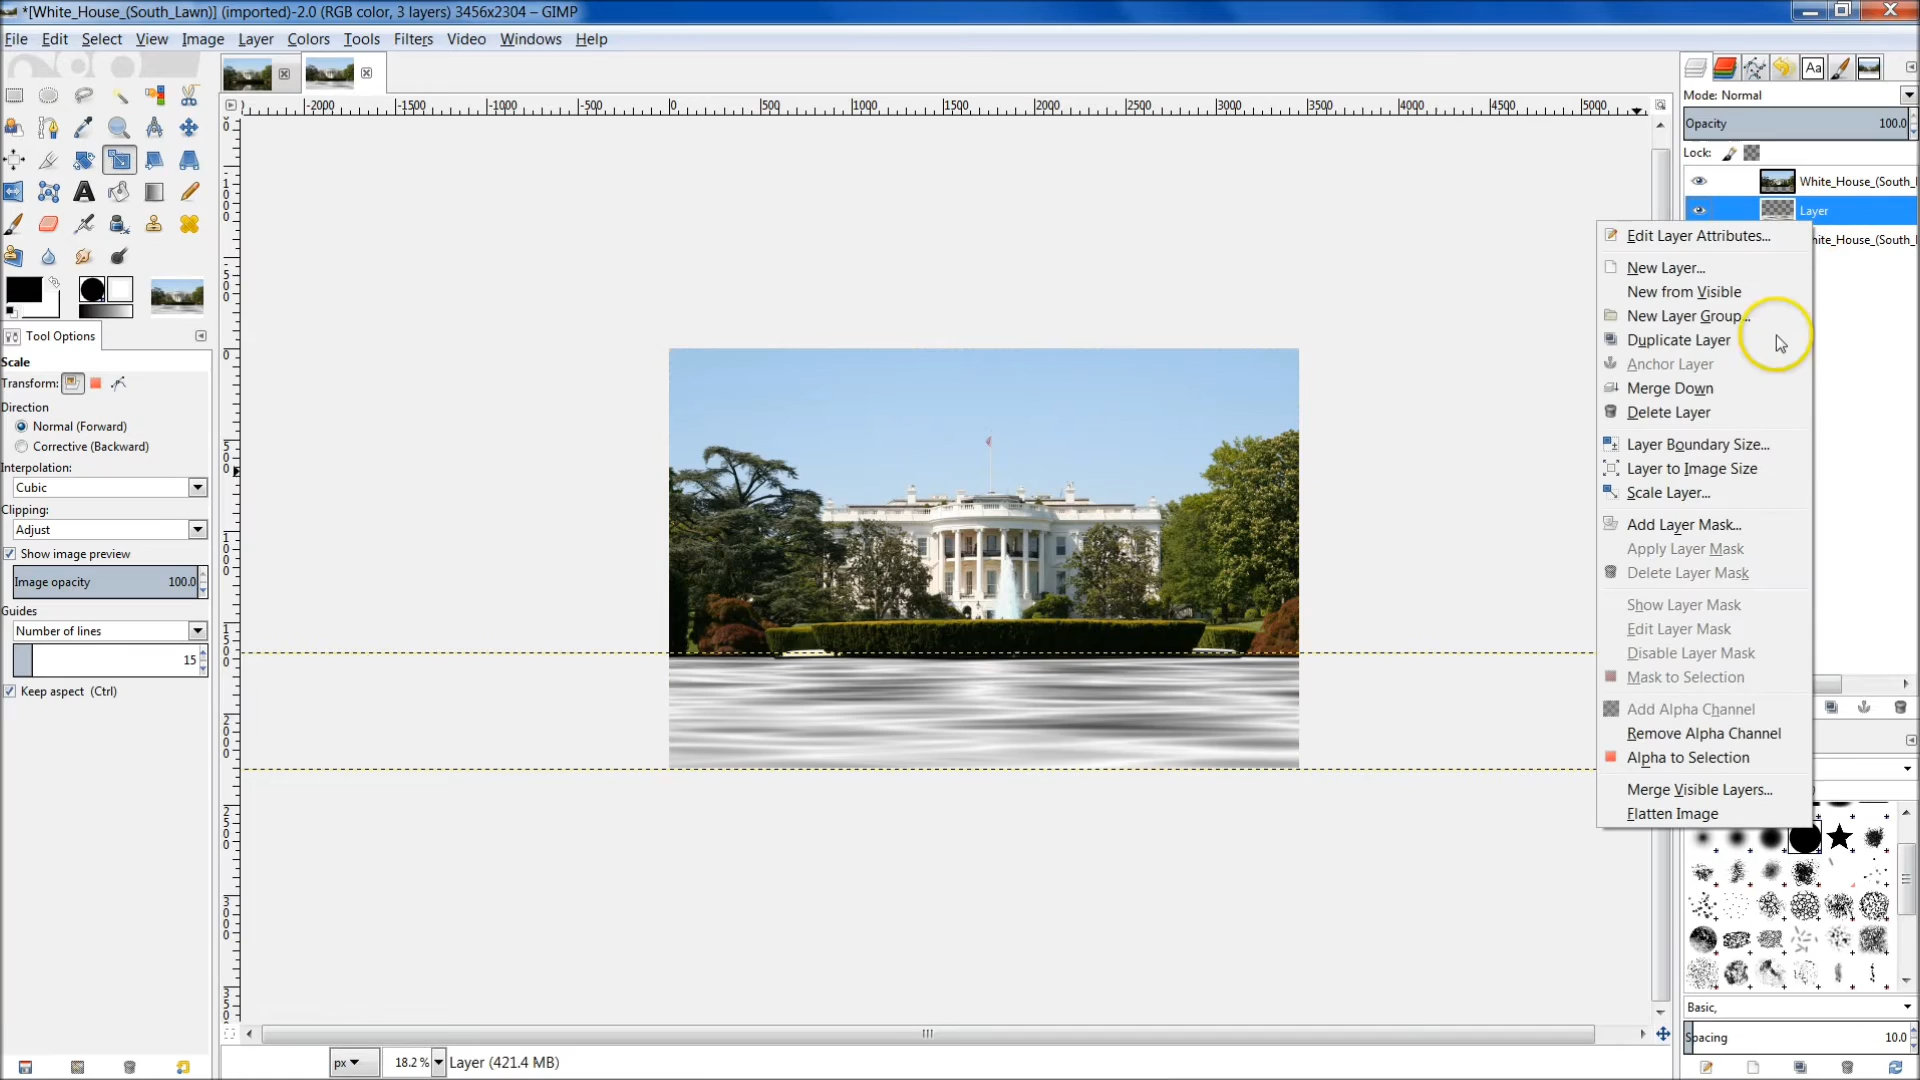 *[White_House_(South_Lawn)] (imported)-2.0 (RGB color, 3 layers) 3456x2304 – GIMP
File Edit Select View Image Layer Colors Tools Filters Video Windows Help
-2000 -1500 -1000 -500 0 500 1000 1500 2000 2500 3000 3500 4000 4500 5000
Mode: Normal
Opacity 100.0
Lock:
White_House_(South_
Layer
hite_House_(South_
Edit Layer Attributes...
New Layer...
New from Visible
New Layer Group...
Duplicate Layer
Anchor Layer
Merge Down
Delete Layer
Layer Boundary Size...
Layer to Image Size
Scale Layer...
Add Layer Mask...
Apply Layer Mask
Delete Layer Mask
Show Layer Mask
Edit Layer Mask
Disable Layer Mask
Mask to Selection
Add Alpha Channel
Remove Alpha Channel
Alpha to Selection
Merge Visible Layers...
Flatten Image
Tool Options
Scale
Transform:
Direction
Normal (Forward)
Corrective (Backward)
Interpolation:
Cubic
Clipping:
Adjust
Show image preview
Image opacity 100.0
Guides
Number of lines
15
Keep aspect (Ctrl)
Basic,
Spacing 10.0
px 18.2 % Layer (421.4 MB)